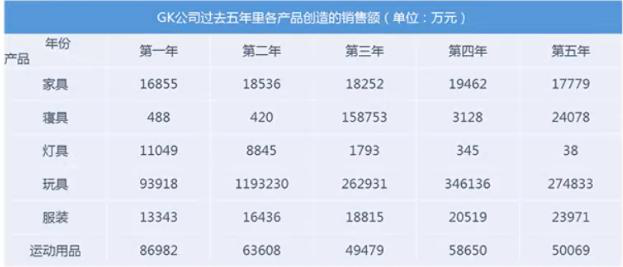 GK公司过去五年里各产品创造的销售额（单位：万元）
年份 产品 第一年 第二年 第三年 第四年 第五年
家具 16855 18536 18252 19462 17779
寝具 488 420 158753 3128 24078
灯具 11049 8845 1793 345 38
玩具 93918 1193230 262931 346136 274833
服装 13343 16436 18815 20519 23971
运动用品 86982 63608 49479 58650 50069